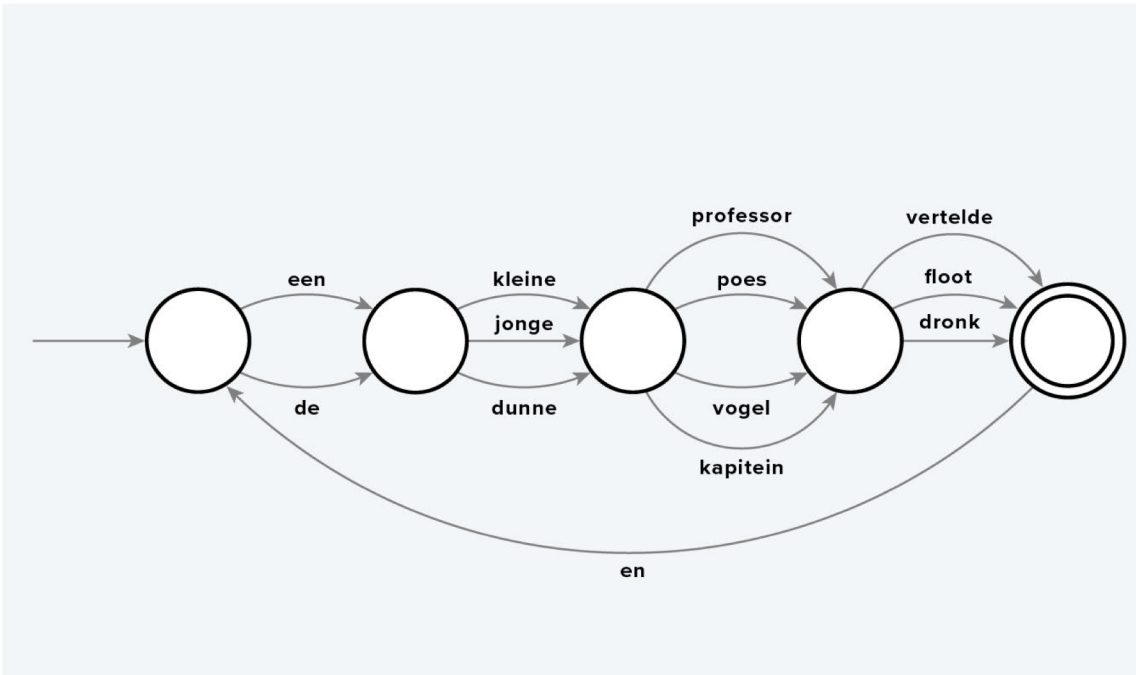 professor
vertelde
een
kleine
poes
floot
jonge
dronk
de
dunne
vogel
kapitein
en